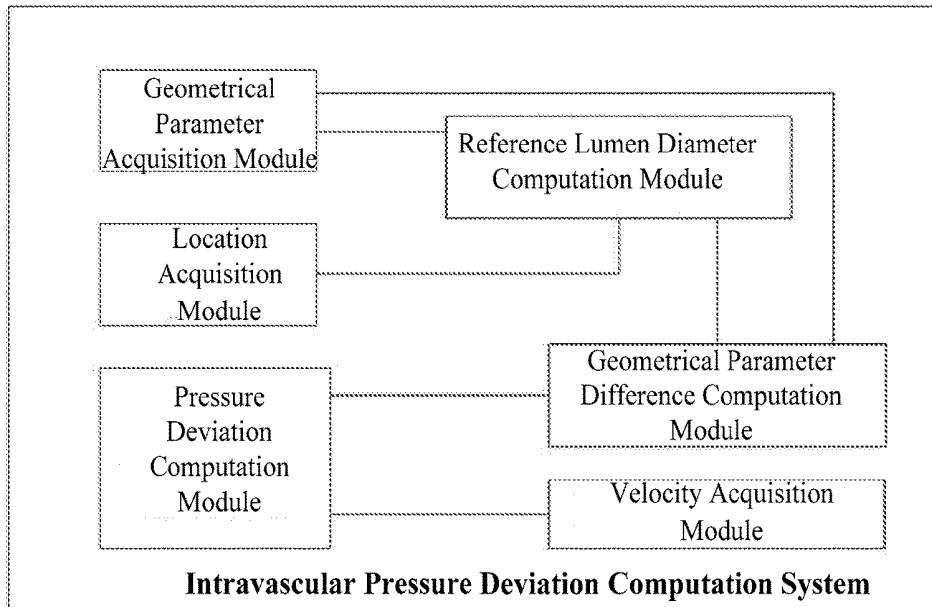 Geometrical
Parameter
Acquisition Module
Reference Lumen Diameter
Computation Module
Location
Acquisition
Module
Pressure
Deviation
Computation
Module
Geometrical Parameter
Difference Computation
Module
Velocity Acquisition
Module
Intravascular Pressure Deviation Computation System